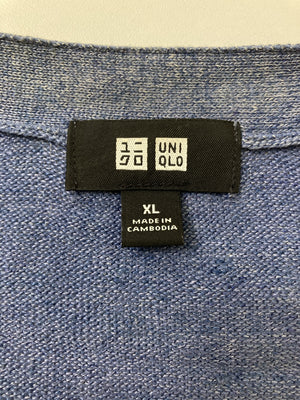 ユニ UNI
クロ QLO
XL
MADE IN
CAMBODIA